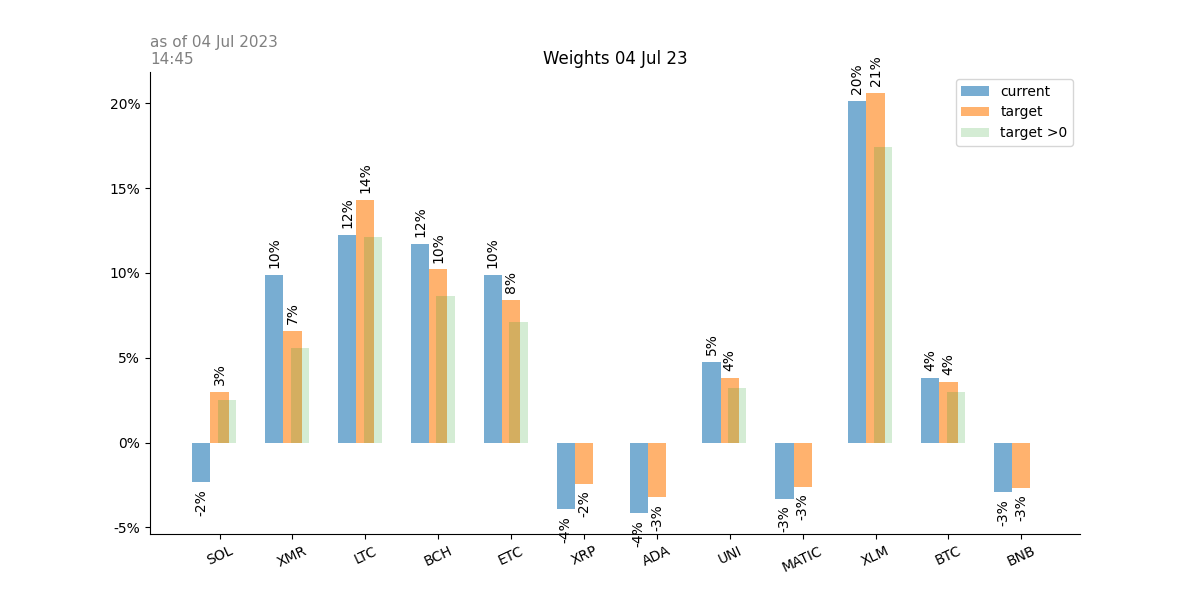 as of 04 Jul 2023
14:45
Weights 04 Jul 23
current
target
target >0
20%
15%
10%
5%
0%
-5%
-2%
3%
10%
7%
12%
14%
12%
10%
10%
8%
-4%
-2%
-4%
-3%
5%
4%
-3%
-3%
20%
21%
4%
4%
-3%
-3%
SOL
XMR
LTC
BCH
ETC
XRP
ADA
UNI
MATIC
XLM
BTC
BNB